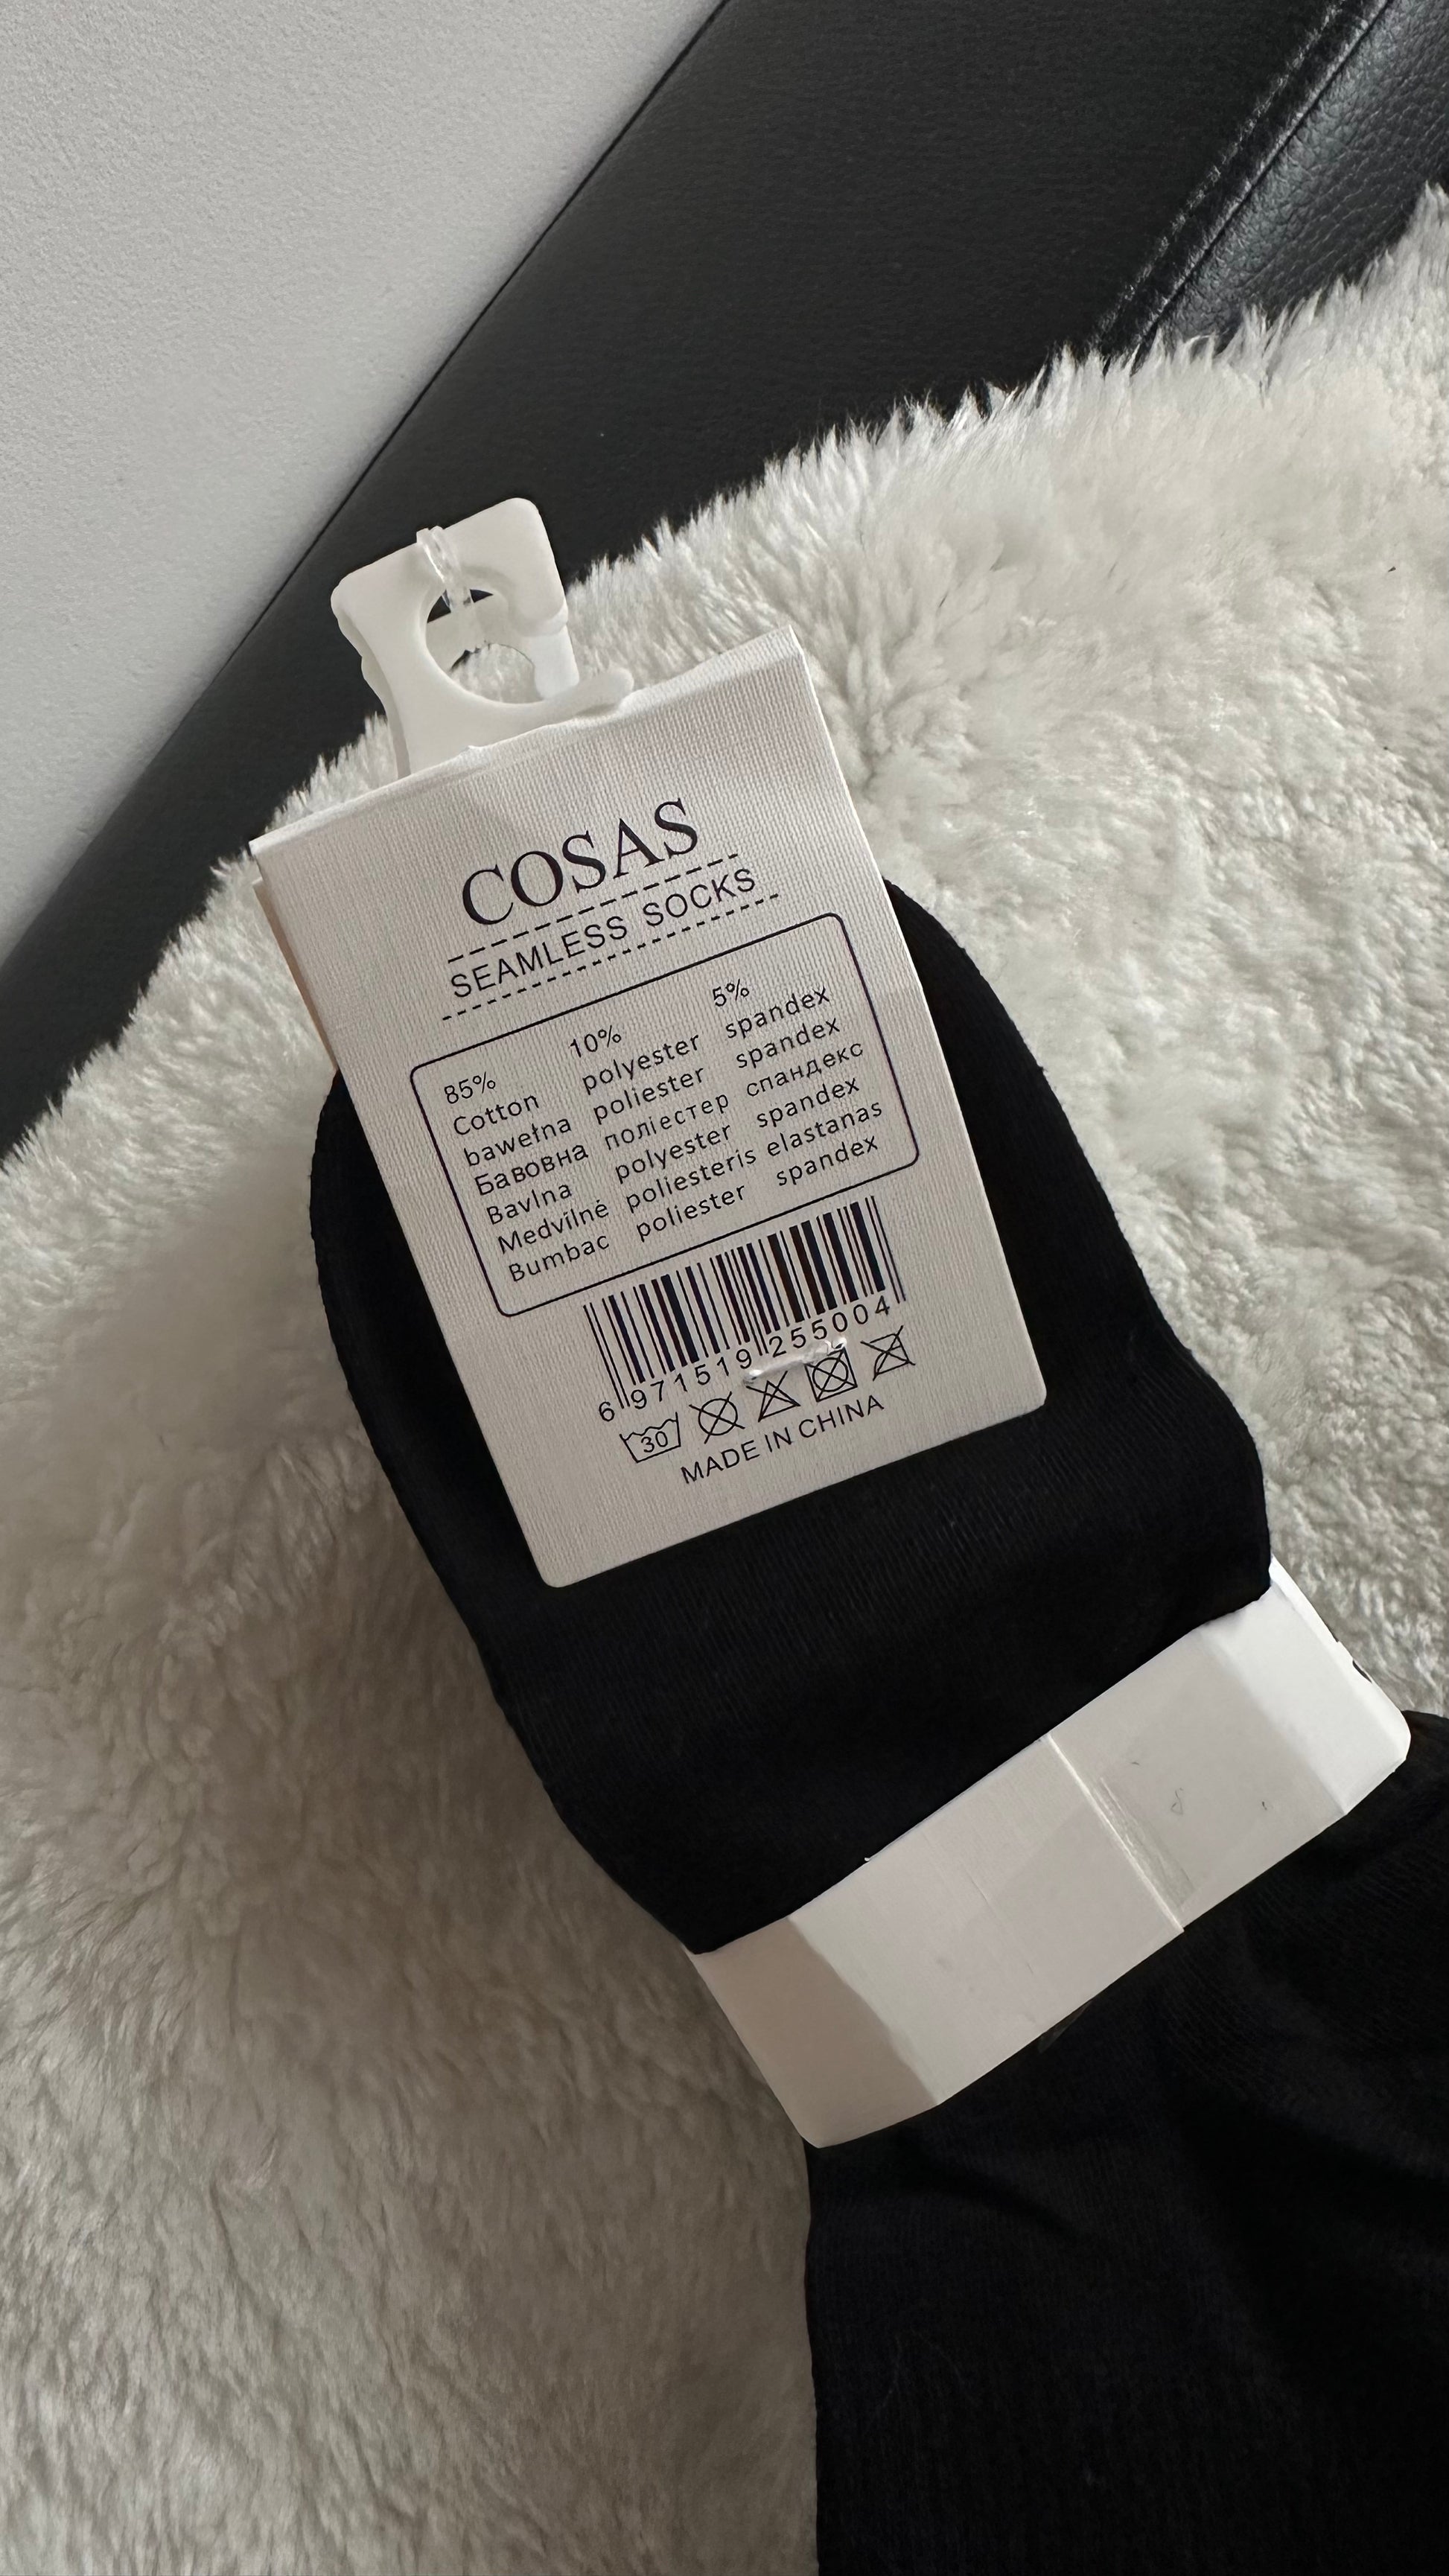 COSAS
SEAMLESS SOCKS
85% 10% 5%
Cotton polyester spandex
bawełna poliester spandex
Бавовна поліестер спандекс
Bavlna polyester spandex
Medvilnė poliesteris elastanas
Bumbac poliester spandex
6 971519 255004
30
MADE IN CHINA